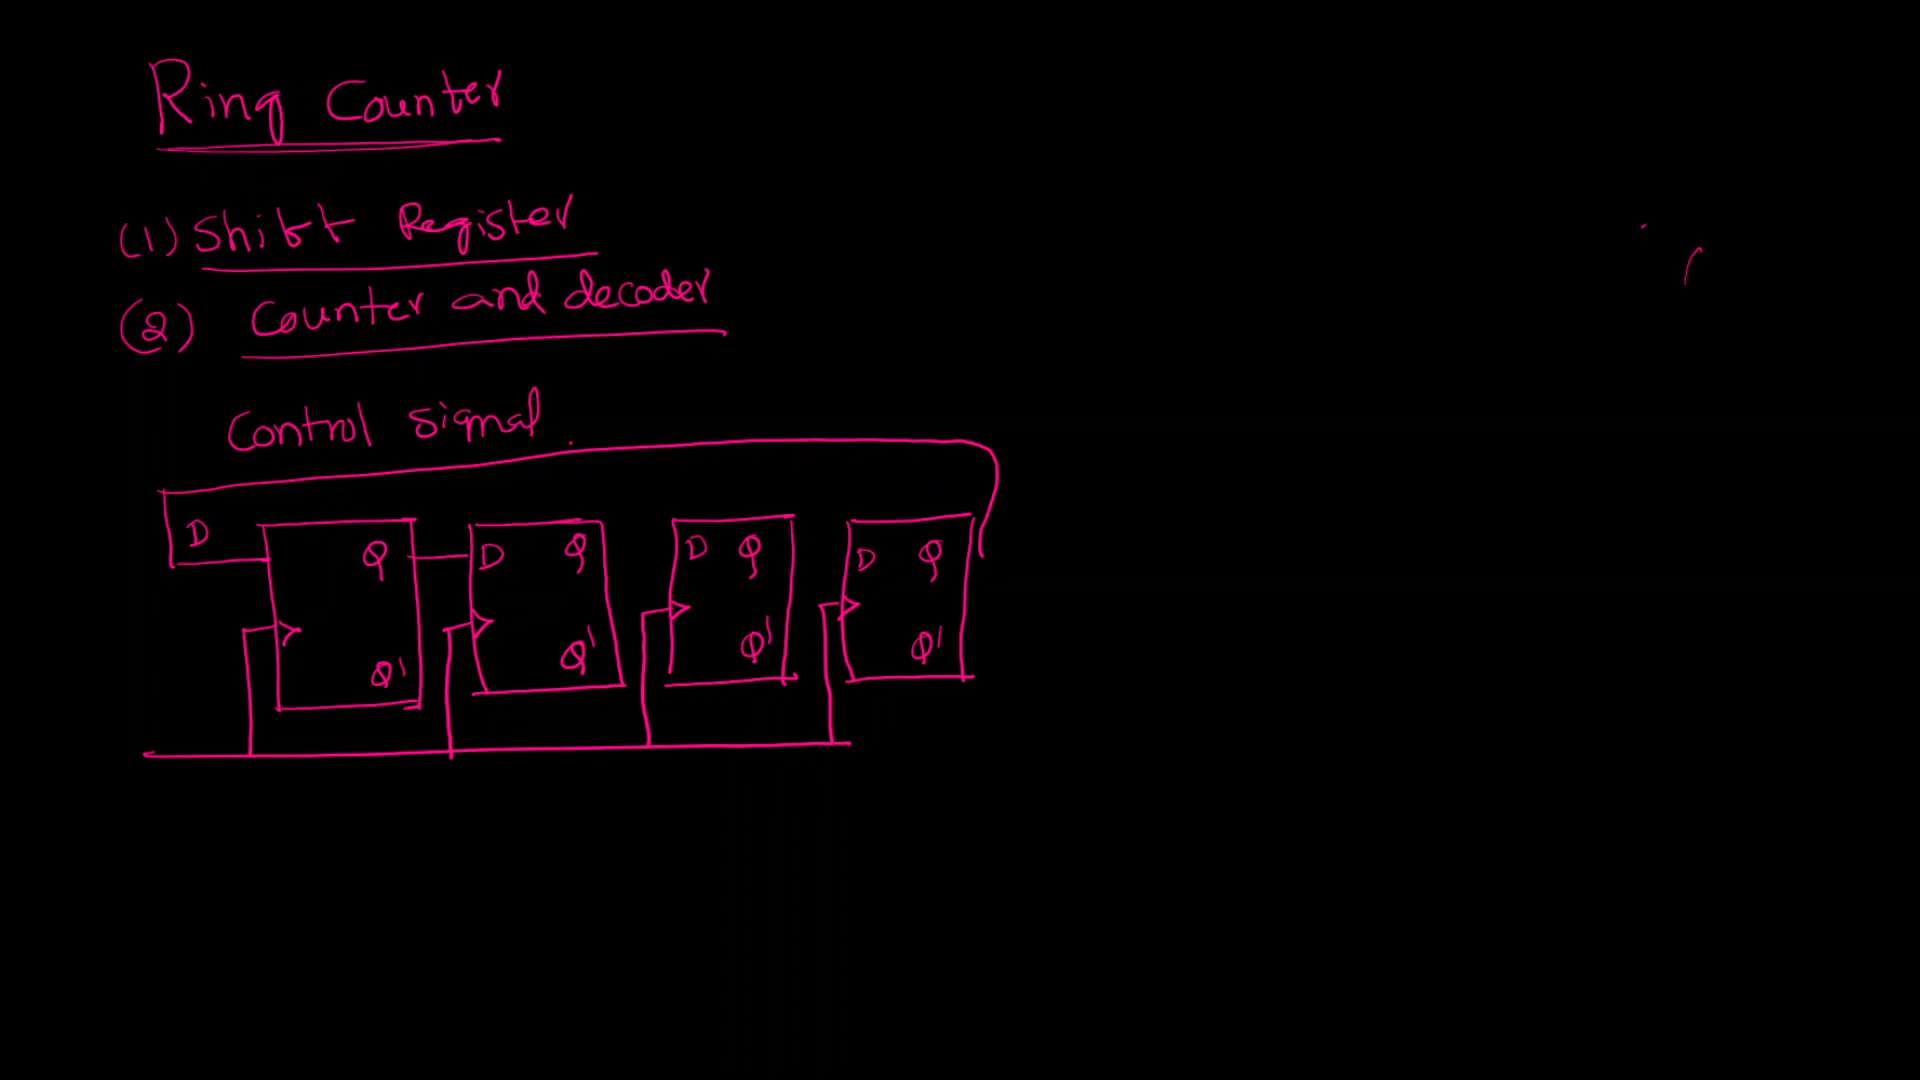 Ring Counter
(1) Shift Register
(2) Counter and decoder
Control signal.
D Q D Q D Q D Q
Q' Q' Q' Q'